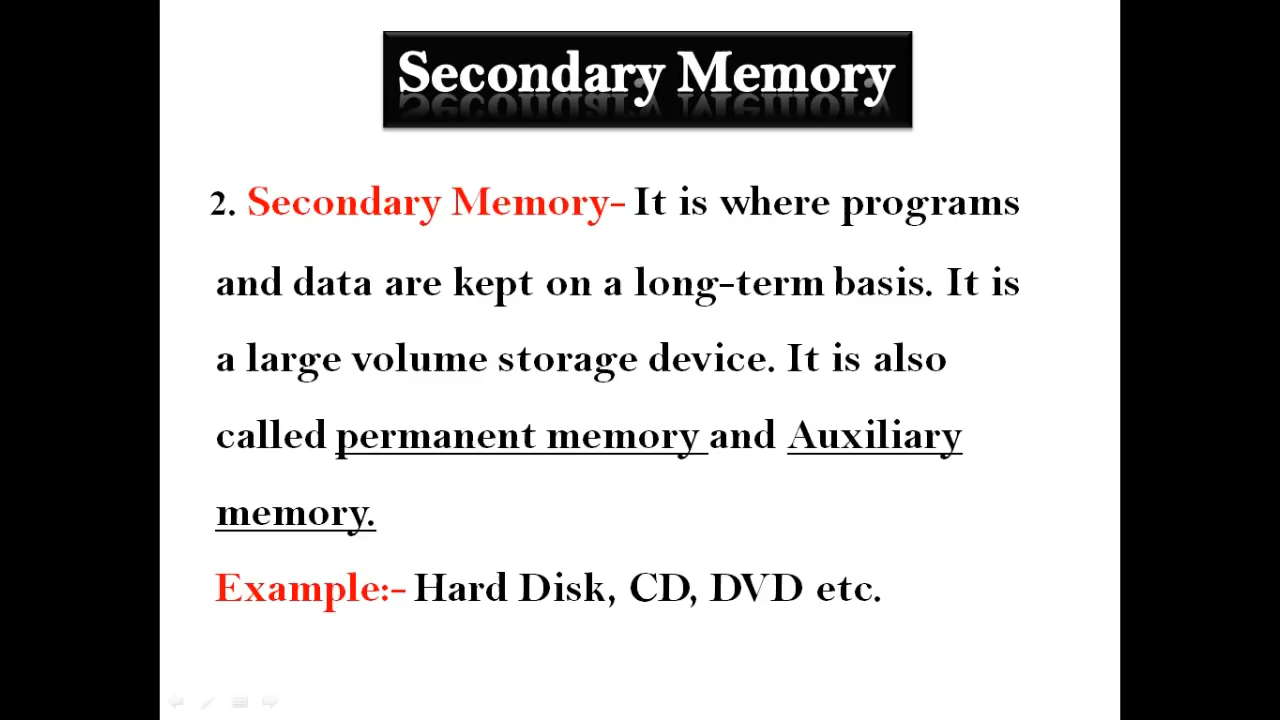 Secondary Memory
2. Secondary Memory- It is where programs
and data are kept on a long-term basis. It is
a large volume storage device. It is also
called permanent memory and Auxiliary
memory.
Example:- Hard Disk, CD, DVD etc.